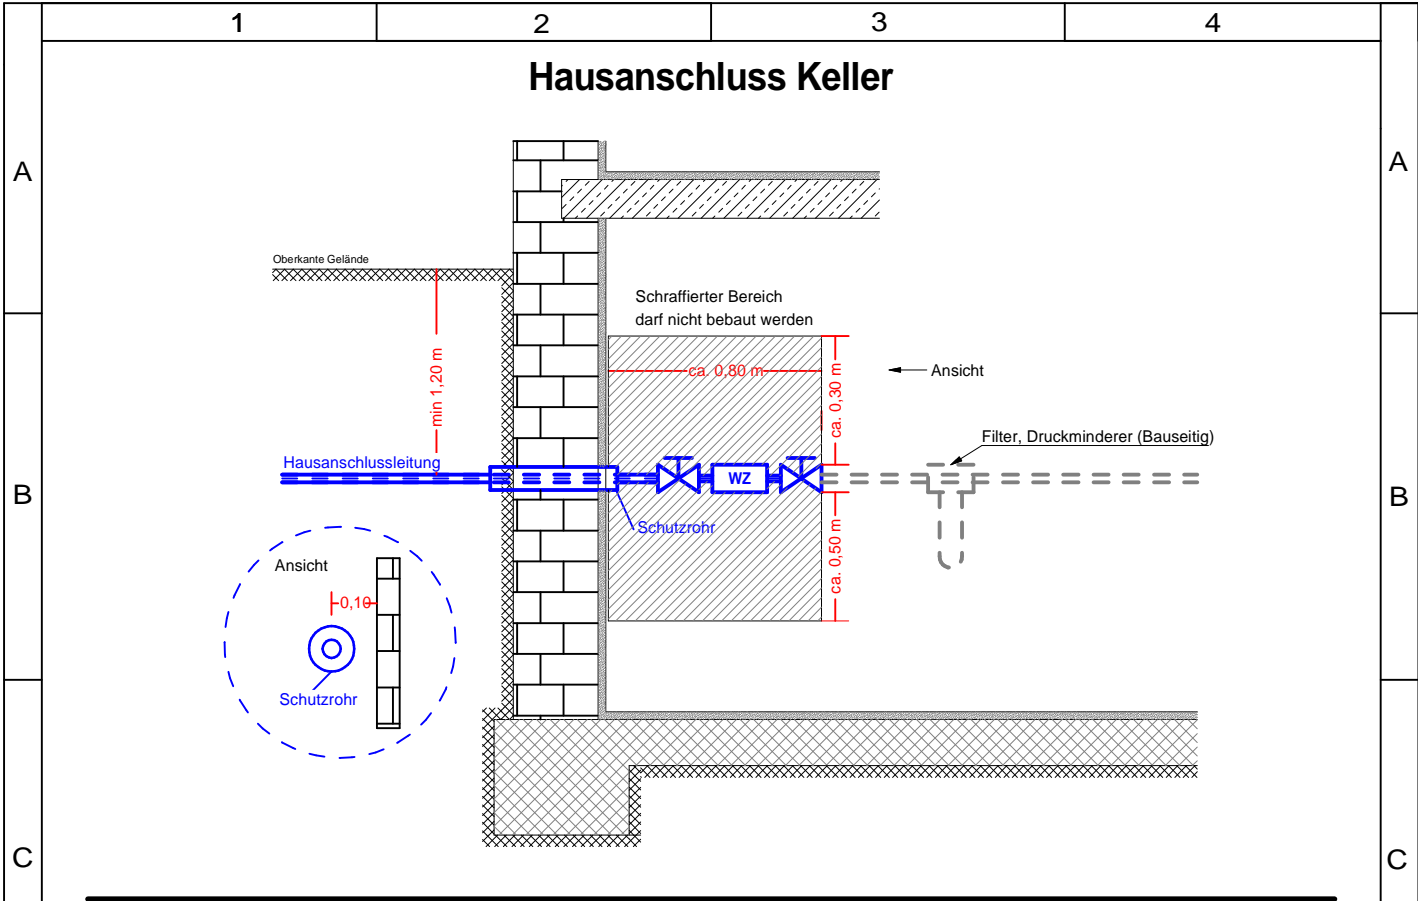 1 2 3 4
Hausanschluss Keller
A A
Oberkante Gelände
Schraffierter Bereich
darf nicht bebaut werden
min 1,20 m
ca. 0,80 m
ca. 0,30 m
Ansicht
Filter, Druckminderer (Bauseitig)
Hausanschlussleitung
WZ
B B
Schutzrohr
ca. 0,50 m
Ansicht
0,10
Schutzrohr
C C